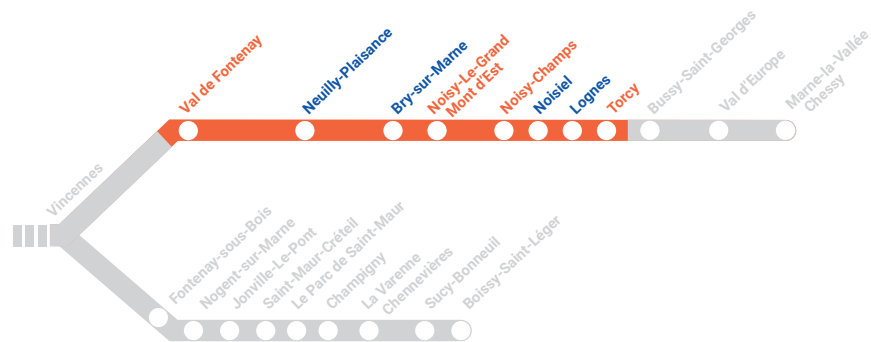 Val de Fontenay
Neuilly-Plaisance
Bry-sur-Marne
Noisy-Le-Grand
Mont d'Est
Noisy-Champs
Noisiel
Lognes
Torcy
Bussy-Saint-Georges
Val d'Europe
Marne-la-Vallée
Chessy
Vincennes
Fontenay-sous-Bois
Nogent-sur-Marne
Jonville-Le-Pont
Saint-Maur-Créteil
Le Parc de Saint-Maur
Champigny
La Varenne
Chennevières
Sucy-Bonneuil
Boissy-Saint-Léger